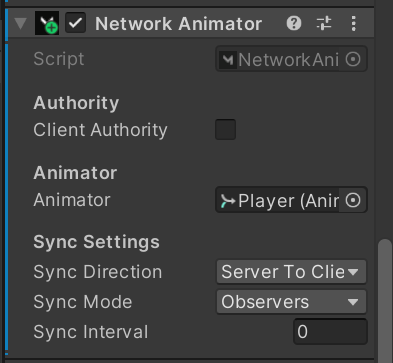 Network Animator
Script NetworkAni
Authority
Client Authority
Animator
Animator Player (Anir
Sync Settings
Sync Direction Server To Clie
Sync Mode Observers
Sync Interval 0